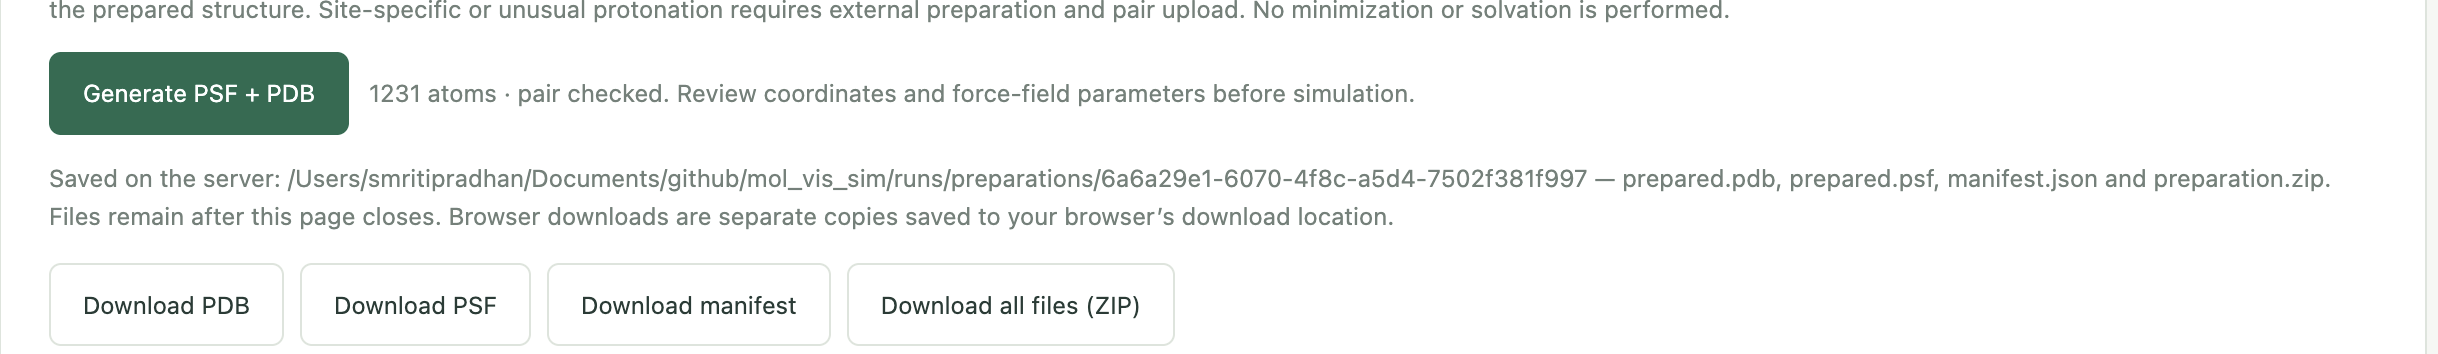 the prepared structure. Site-specific or unusual protonation requires external preparation and pair upload. No minimization or solvation is performed.
Generate PSF + PDB
1231 atoms · pair checked. Review coordinates and force-field parameters before simulation.
Saved on the server: /Users/smritipradhan/Documents/github/mol_vis_sim/runs/preparations/6a6a29e1-6070-4f8c-a5d4-7502f381f997 — prepared.pdb, prepared.psf, manifest.json and preparation.zip.
Files remain after this page closes. Browser downloads are separate copies saved to your browser’s download location.
Download PDB
Download PSF
Download manifest
Download all files (ZIP)